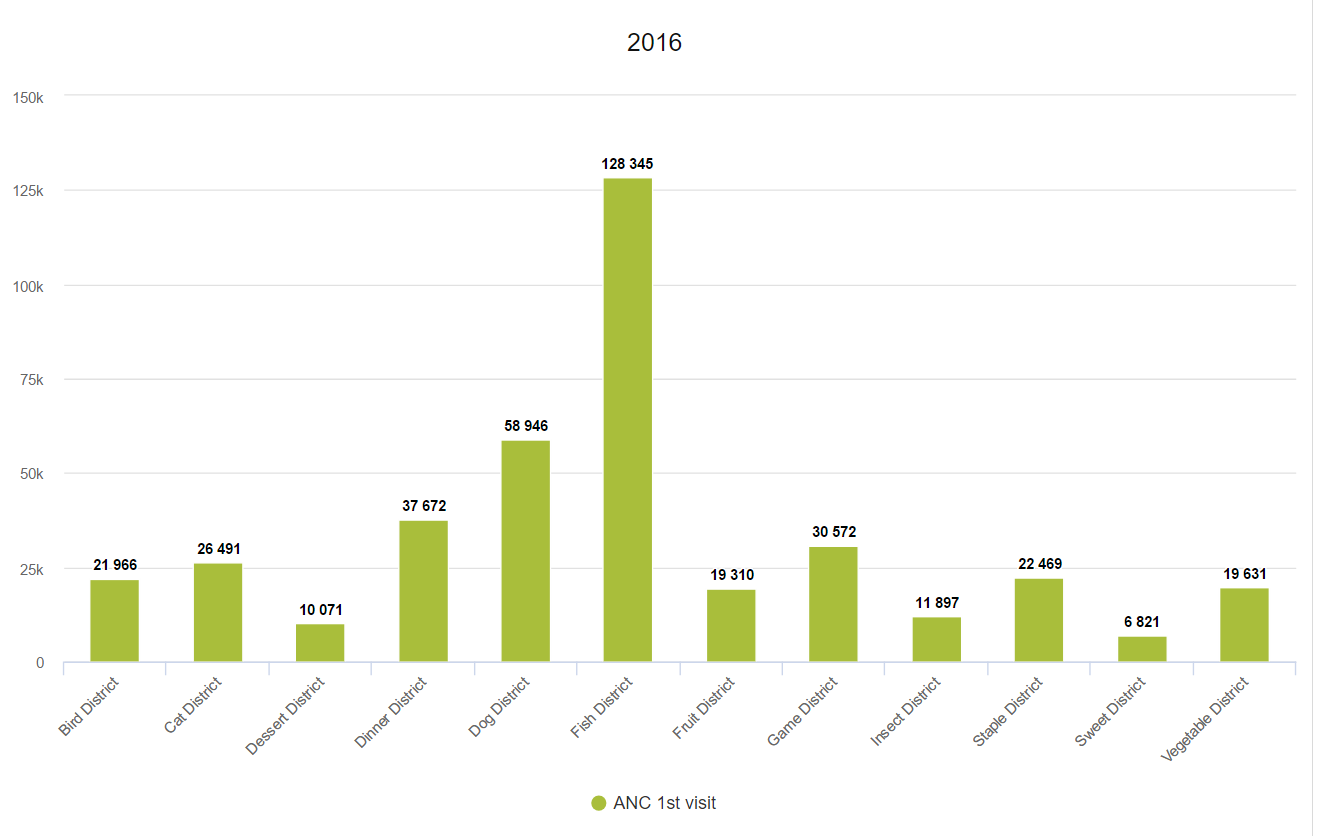 2016
150k
125k
100k
75k
50k
25k
0
21 966
26 491
10 071
37 672
58 946
128 345
19 310
30 572
11 897
22 469
6 821
19 631
Bird District
Cat District
Dessert District
Dinner District
Dog District
Fish District
Fruit District
Game District
Insect District
Staple District
Sweet District
Vegetable District
ANC 1st visit